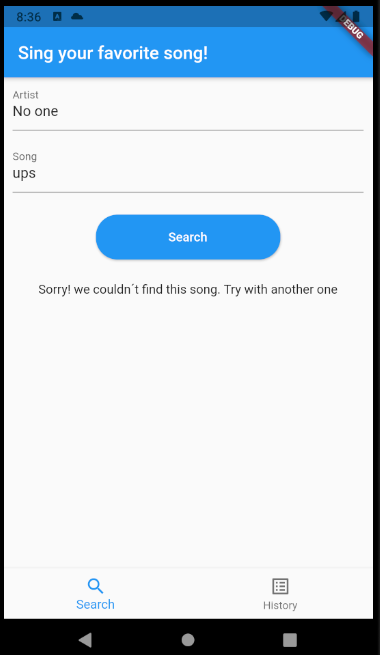 8:36
DEBUG
Sing your favorite song!
Artist
No one
Song
ups
Search
Sorry! we couldn´t find this song. Try with another one
Search
History